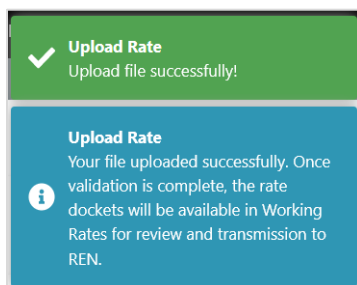 Upload Rate
Upload file successfully!
Upload Rate
Your file uploaded successfully. Once
validation is complete, the rate
dockets will be available in Working
Rates for review and transmission to
REN.